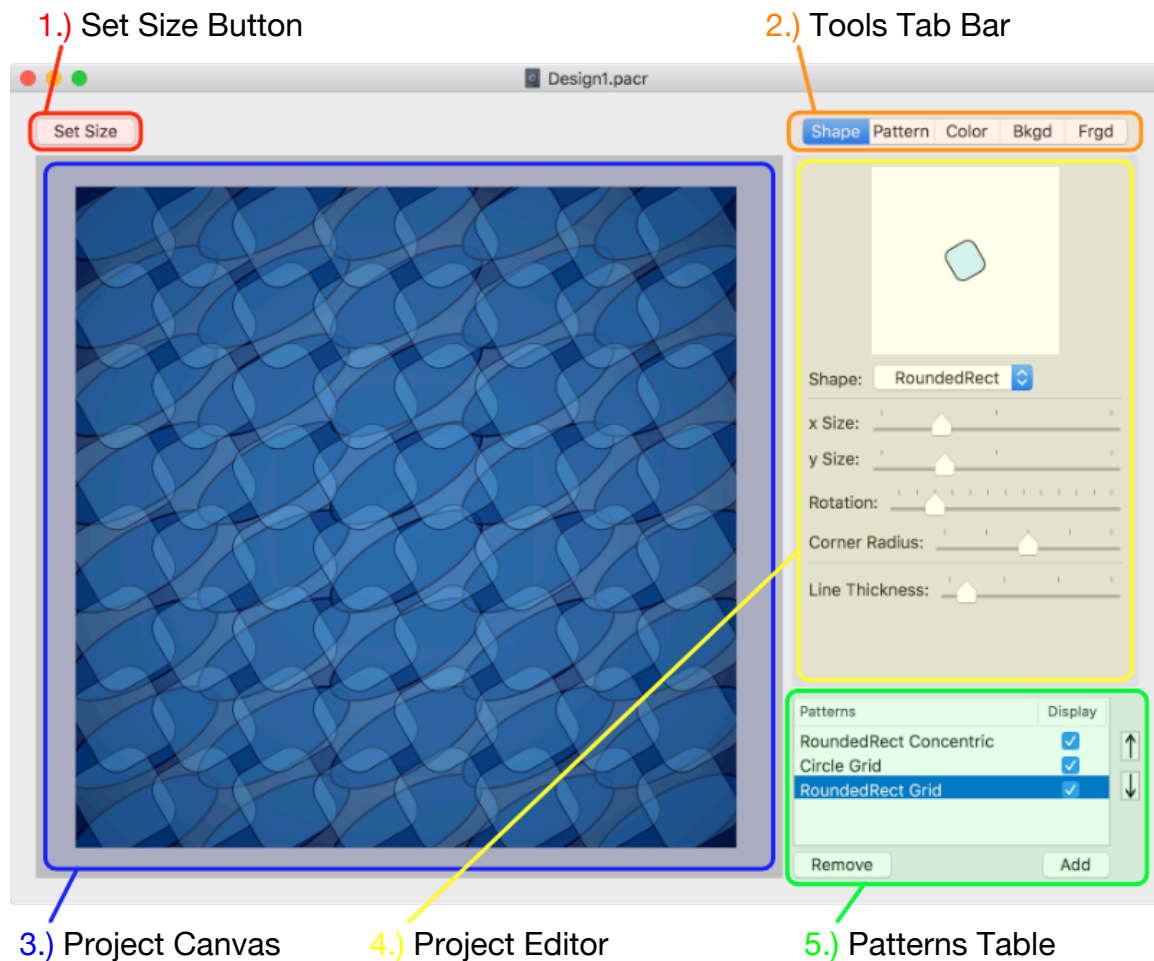 1.) Set Size Button
2.) Tools Tab Bar
Design1.pacr
Set Size
Shape Pattern Color Bkgd Frgd
Shape: RoundedRect
x Size:
y Size:
Rotation:
Corner Radius:
Line Thickness:
Patterns Display
RoundedRect Concentric
Circle Grid
RoundedRect Grid
Remove Add
3.) Project Canvas
4.) Project Editor
5.) Patterns Table